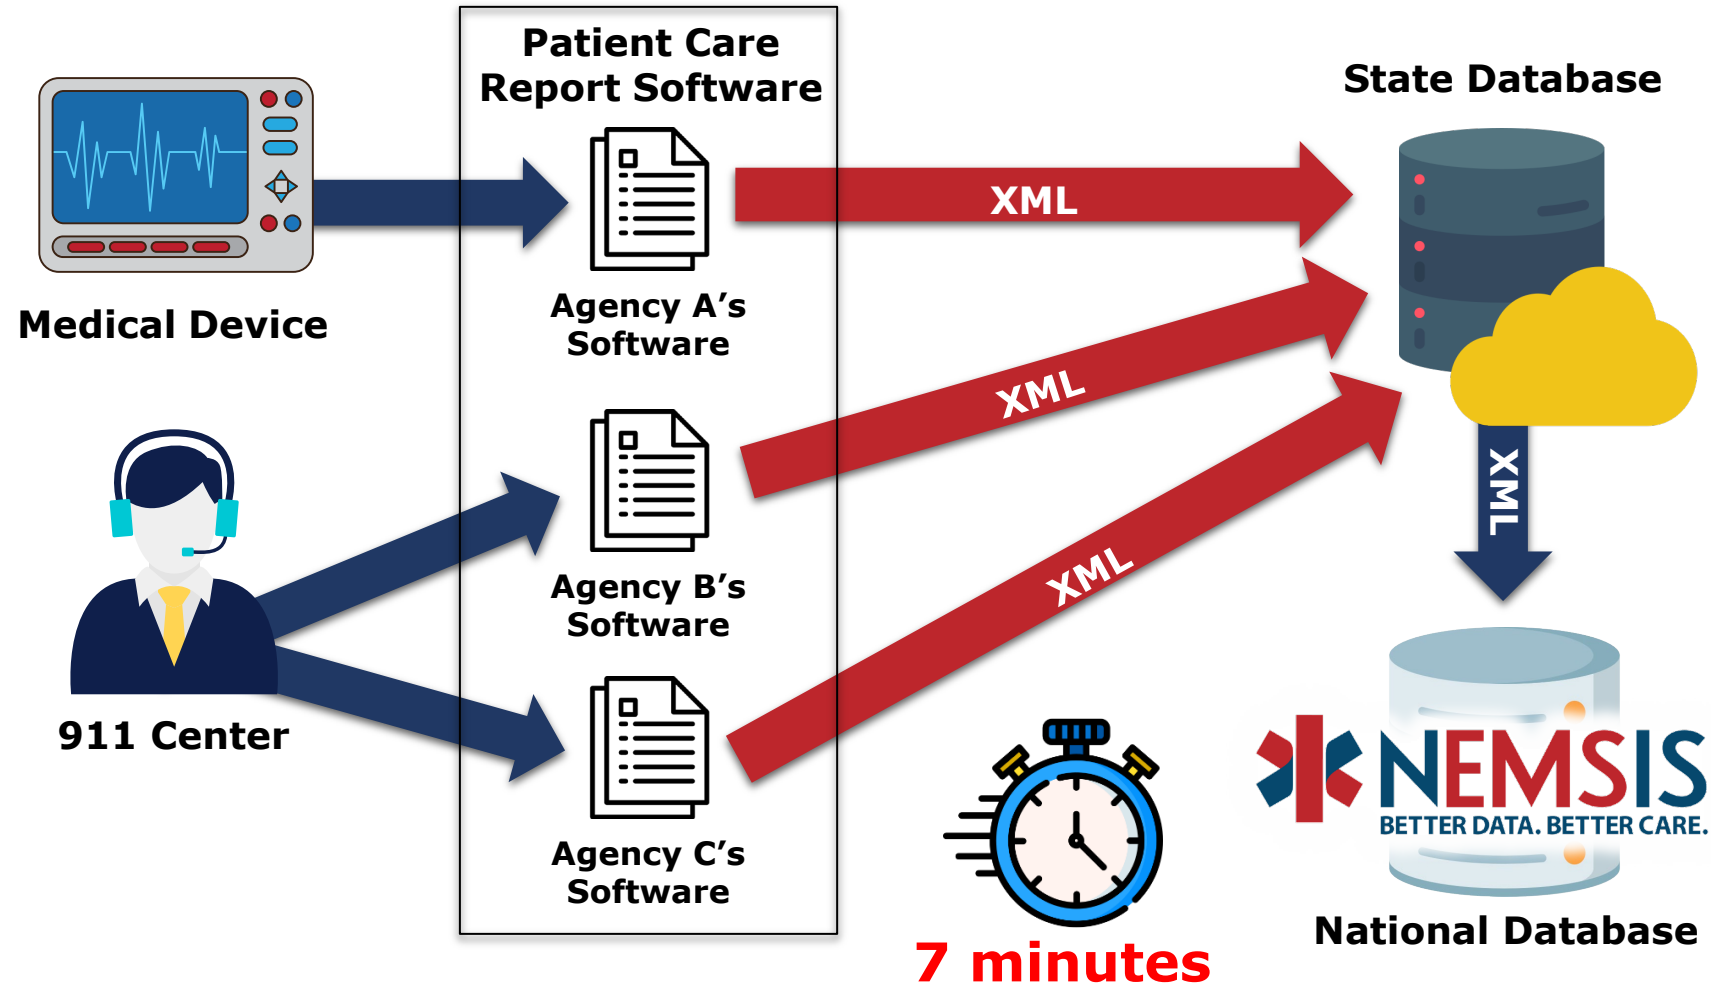 Patient Care
Report Software
State Database
Medical Device
Agency A’s
Software
XML
XML
911 Center
Agency B’s
Software
XML
XML
Agency C’s
Software
7 minutes
NEMSIS
BETTER DATA. BETTER CARE.
National Database